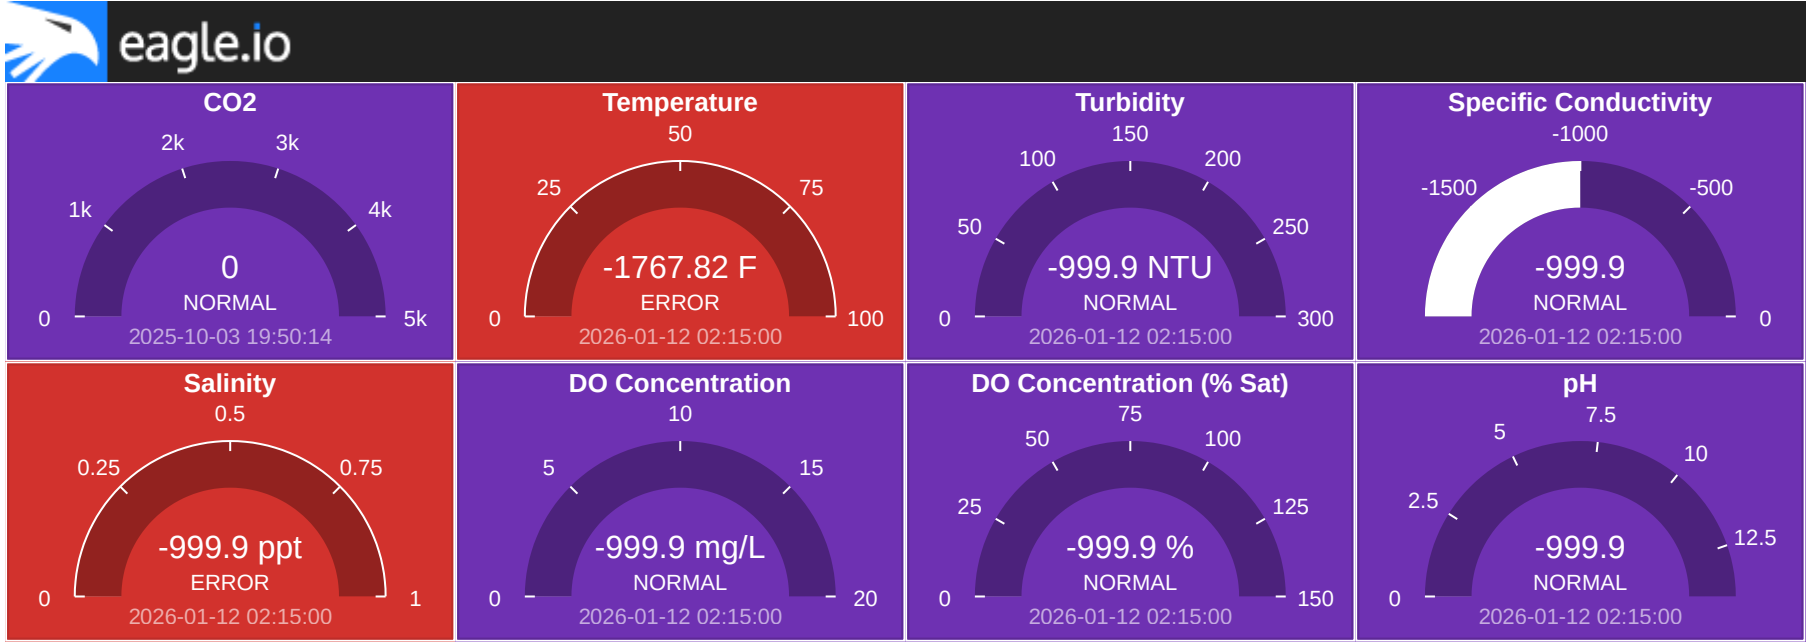 eagle.io
CO2
0
1k
2k
3k
4k
5k
0
NORMAL
2025-10-03 19:50:14
Temperature
0
25
50
75
100
-1767.82 F
ERROR
2026-01-12 02:15:00
Turbidity
0
50
100
150
200
250
300
-999.9 NTU
NORMAL
2026-01-12 02:15:00
Specific Conductivity
-1500
-1000
-500
0
-999.9
NORMAL
2026-01-12 02:15:00
Salinity
0
0.25
0.5
0.75
1
-999.9 ppt
ERROR
2026-01-12 02:15:00
DO Concentration
0
5
10
15
20
-999.9 mg/L
NORMAL
2026-01-12 02:15:00
DO Concentration (% Sat)
0
25
50
75
100
125
150
-999.9 %
NORMAL
2026-01-12 02:15:00
pH
0
2.5
5
7.5
10
12.5
-999.9
NORMAL
2026-01-12 02:15:00